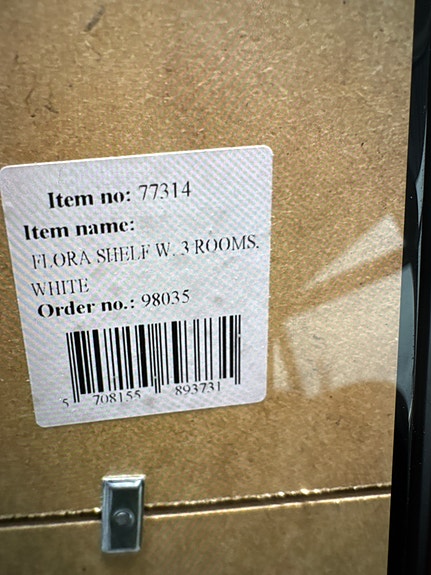 Item no: 77314
Item name:
FLORA SHELF W. 3 ROOMS.
WHITE
Order no.: 98035
5 708155 893731